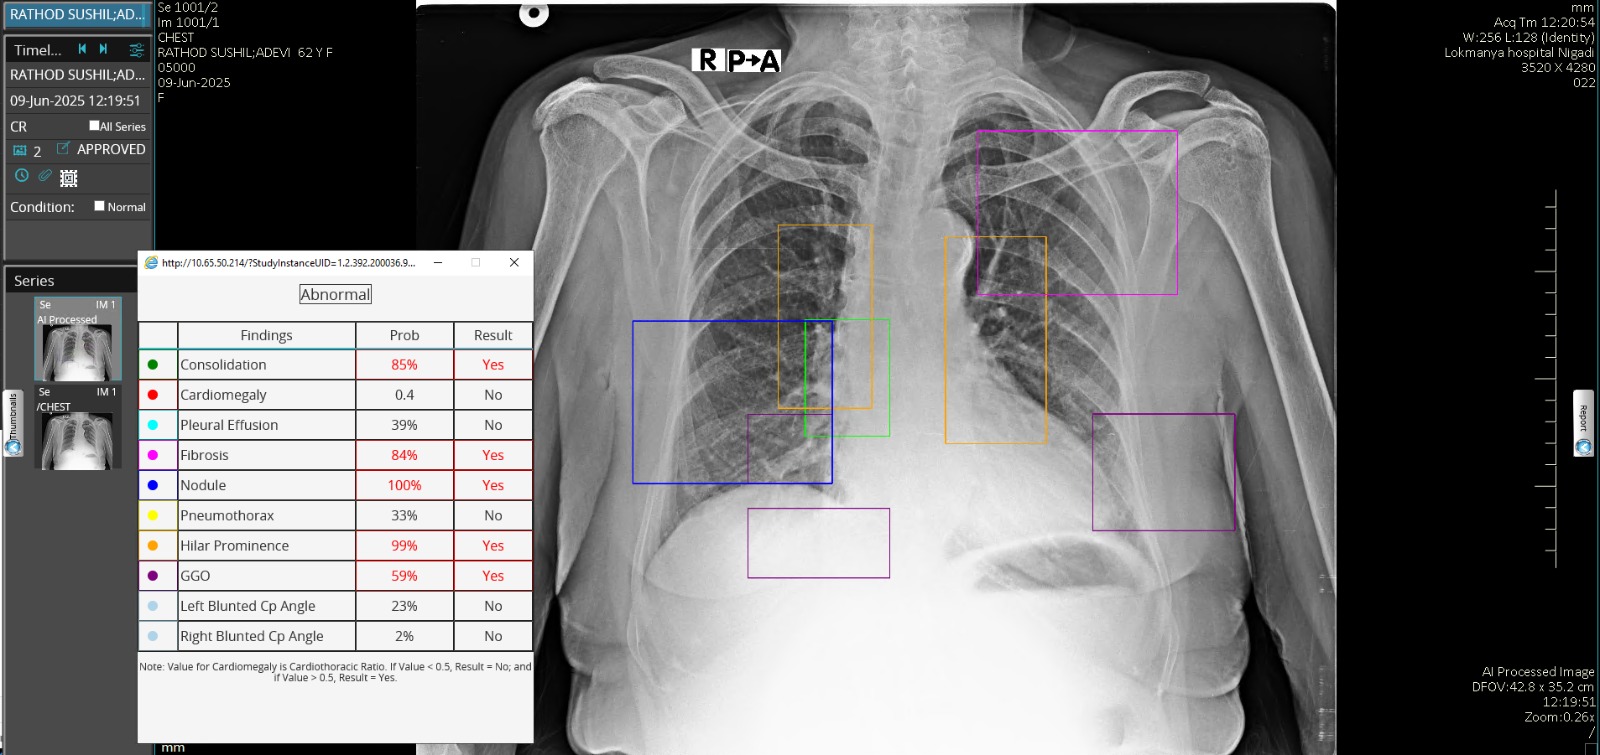 RATHOD SUSHIL;AD...
Timel...
RATHOD SUSHIL;AD...
09-Jun-2025 12:19:51
CR
All Series
2
APPROVED
Condition:
Normal
Series
Se
IM 1
AI Processed
Se
IM 1
/CHEST
Thumbnails
Se 1001/2
Im 1001/1
CHEST
RATHOD SUSHIL;ADEVI 62 Y F
05000
09-Jun-2025
F
R P→A
mm
Acq Tm 12:20:54
W:256 L:128 (Identity)
Lokmanya hospital Nigadi
3520 X 4280
022
http://10.65.50.214/?StudyInstanceUID=1.2.392.200036.9...
Abnormal
Findings Prob Result
Consolidation 85% Yes
Cardiomegaly 0.4 No
Pleural Effusion 39% No
Fibrosis 84% Yes
Nodule 100% Yes
Pneumothorax 33% No
Hilar Prominence 99% Yes
GGO 59% Yes
Left Blunted Cp Angle 23% No
Right Blunted Cp Angle 2% No
Note: Value for Cardiomegaly is Cardiothoracic Ratio. If Value < 0.5, Result = No; and
if Value > 0.5, Result = Yes.
mm
Report
AI Processed Image
DFOV:42.8 x 35.2 cm
12:19:51
Zoom:0.26x
/